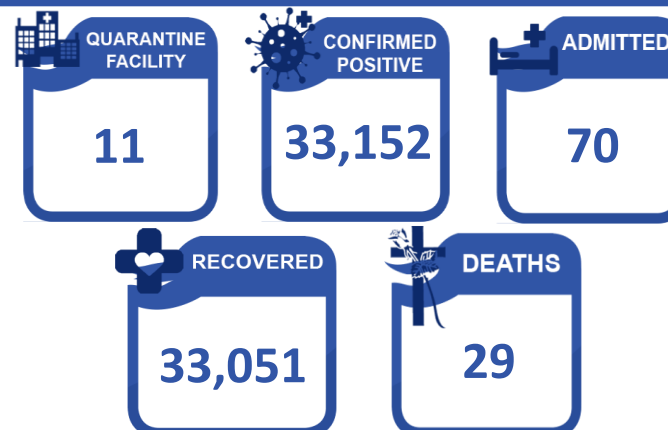 QUARANTINE
FACILITY
11
CONFIRMED
POSITIVE
33,152
ADMITTED
70
RECOVERED
33,051
DEATHS
29